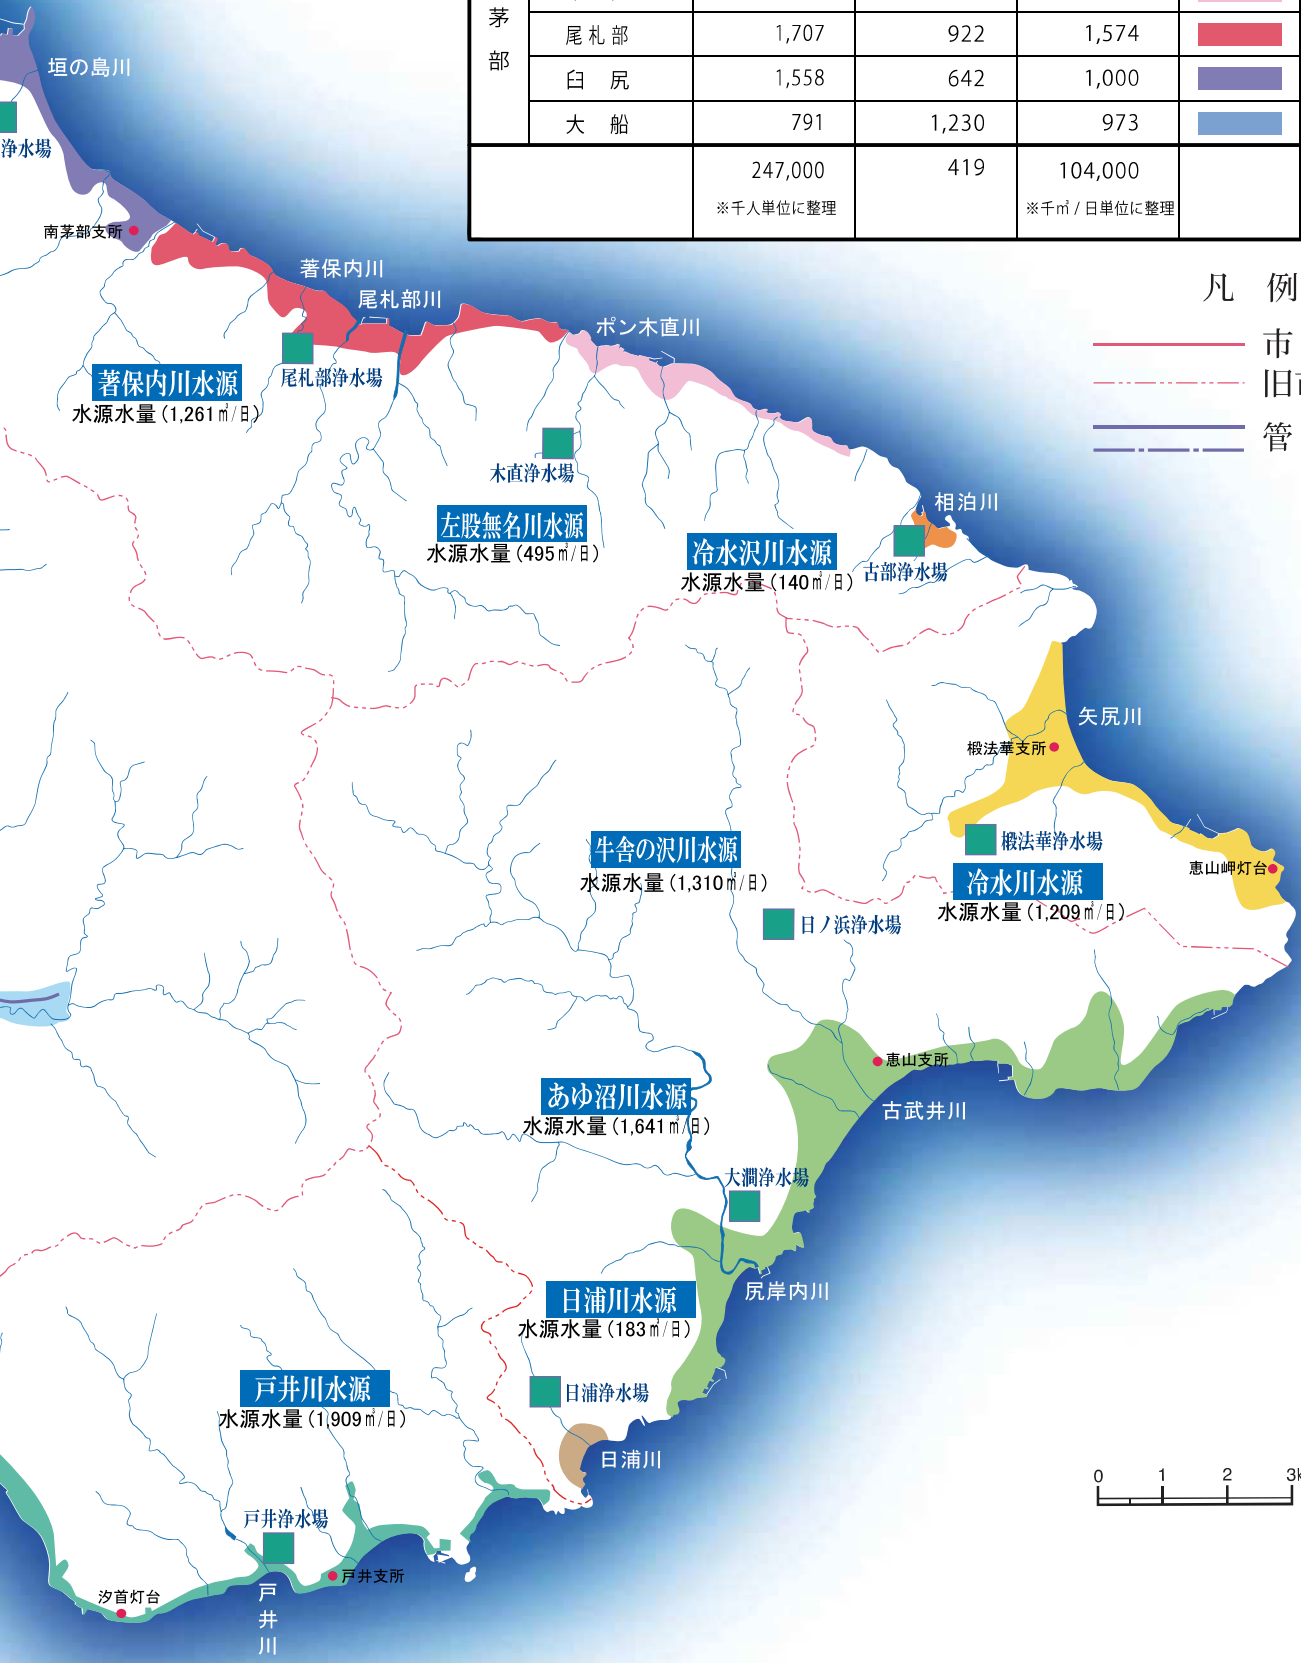 茅
部
尾札部 1,707 922 1,574
臼 尻 1,558 642 1,000
大 船 791 1,230 973
247,000 419 104,000
※千人単位に整理 ※千㎥/日単位に整理
垣の島川
浄水場
南茅部支所
著保内川
尾札部川
ポン木直川
凡 例
市
旧
管
著保内川水源
水源水量(1,261㎥/日)
尾札部浄水場
木直浄水場
左股無名川水源
水源水量(495㎥/日)
冷水沢川水源
水源水量(140㎥/日)
相泊川
古部浄水場
矢尻川
椴法華支所
椴法華浄水場
恵山岬灯台
冷水川水源
水源水量(1,209㎥/日)
牛舎の沢川水源
水源水量(1,310㎥/日)
日ノ浜浄水場
恵山支所
古武井川
あゆ沼川水源
水源水量(1,641㎥/日)
大澗浄水場
尻岸内川
日浦川水源
水源水量(183㎥/日)
日浦浄水場
日浦川
戸井川水源
水源水量(1,909㎥/日)
戸井浄水場
戸井支所
汐首灯台
戸井川
0 1 2 3